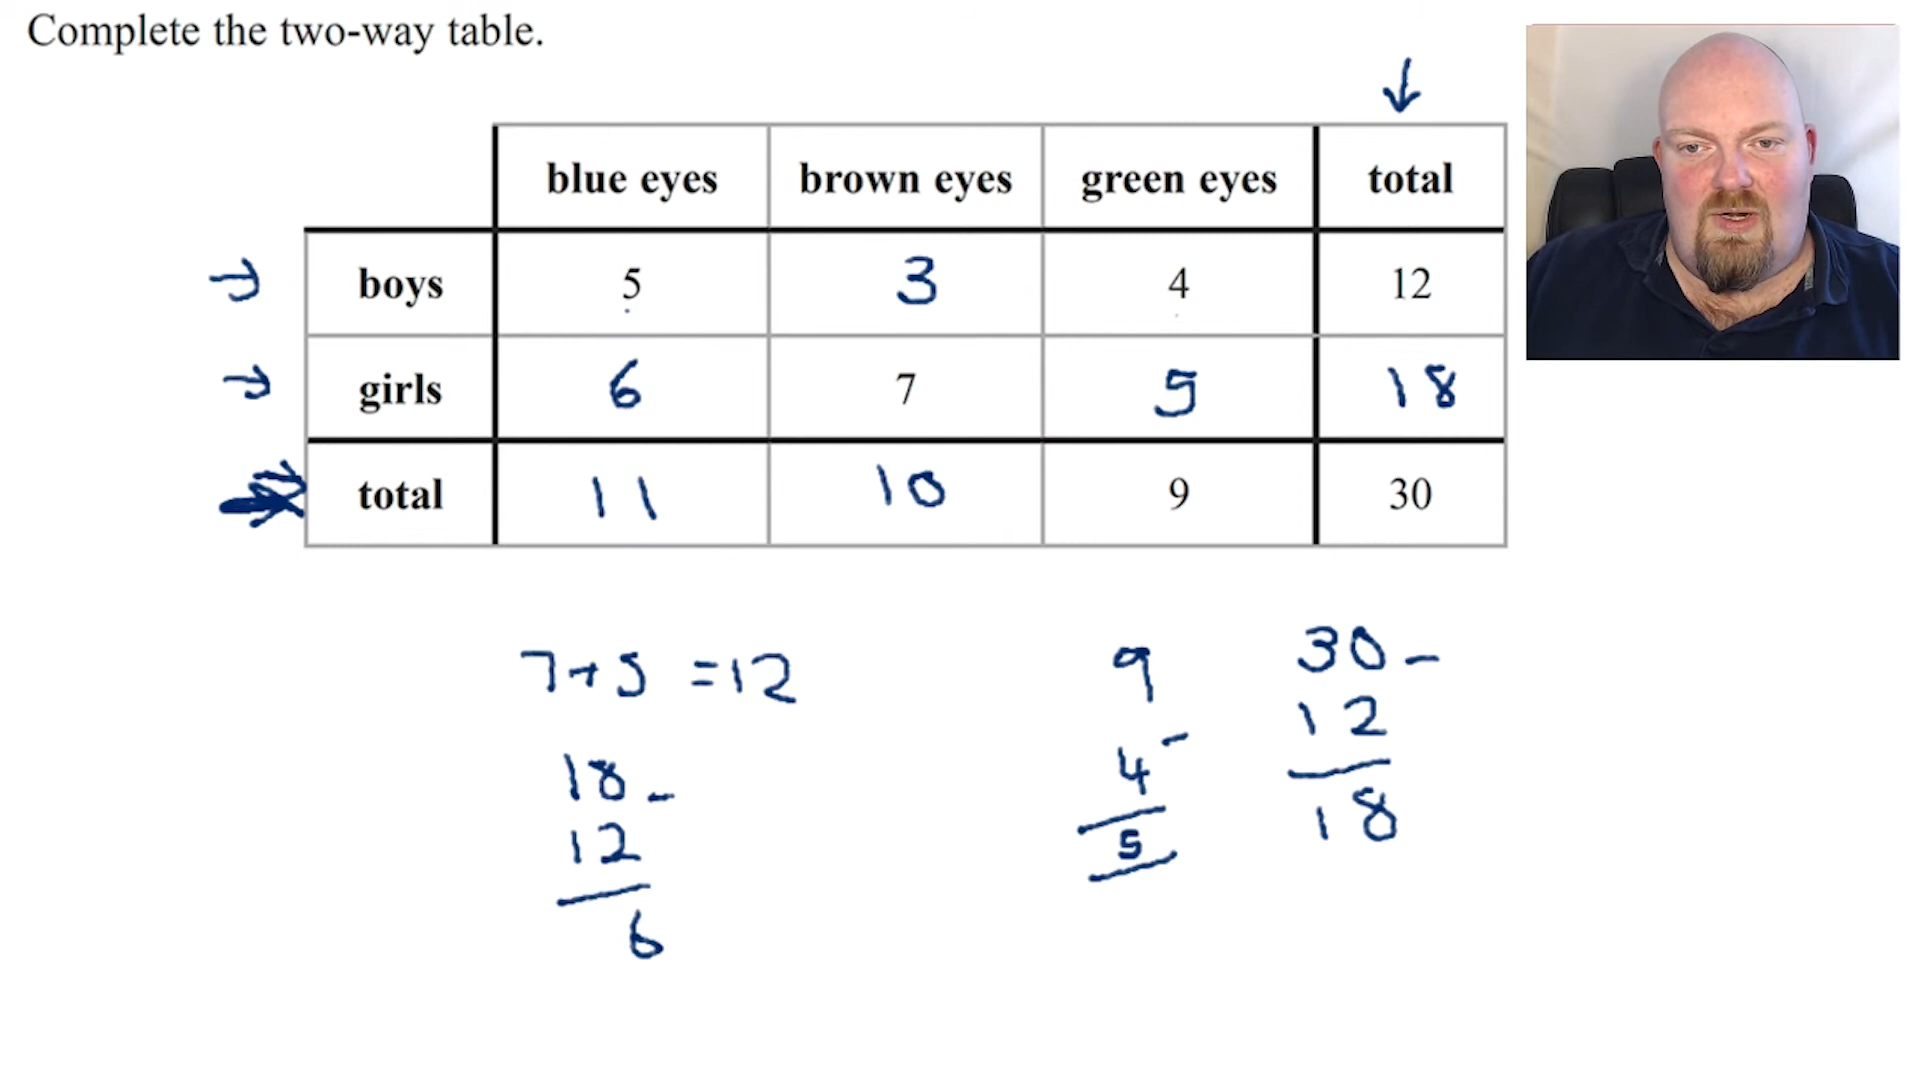 Complete the two-way table.
blue eyes brown eyes green eyes total
boys 5 3 4 12
girls 6 7 5 18
total 11 10 9 30
7+5 =12
18 -
12
6
9
4 -
5
30 -
12
18